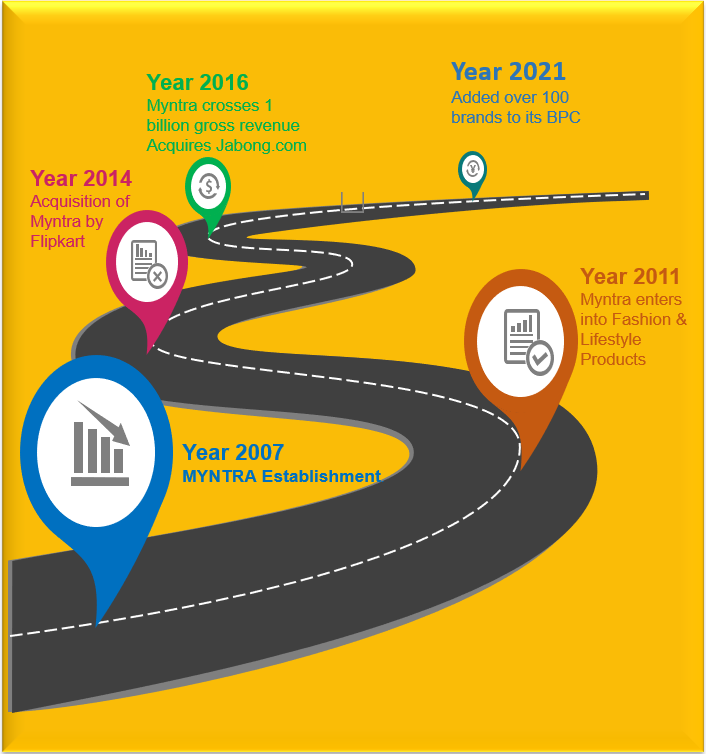 Year 2016
Myntra crosses 1
billion gross revenue
Acquires Jabong.com
Year 2021
Added over 100
brands to its BPC
Year 2014
Acquisition of
Myntra by
Flipkart
Year 2011
Myntra enters
into Fashion &
Lifestyle
Products
Year 2007
MYNTRA Establishment
$
¥